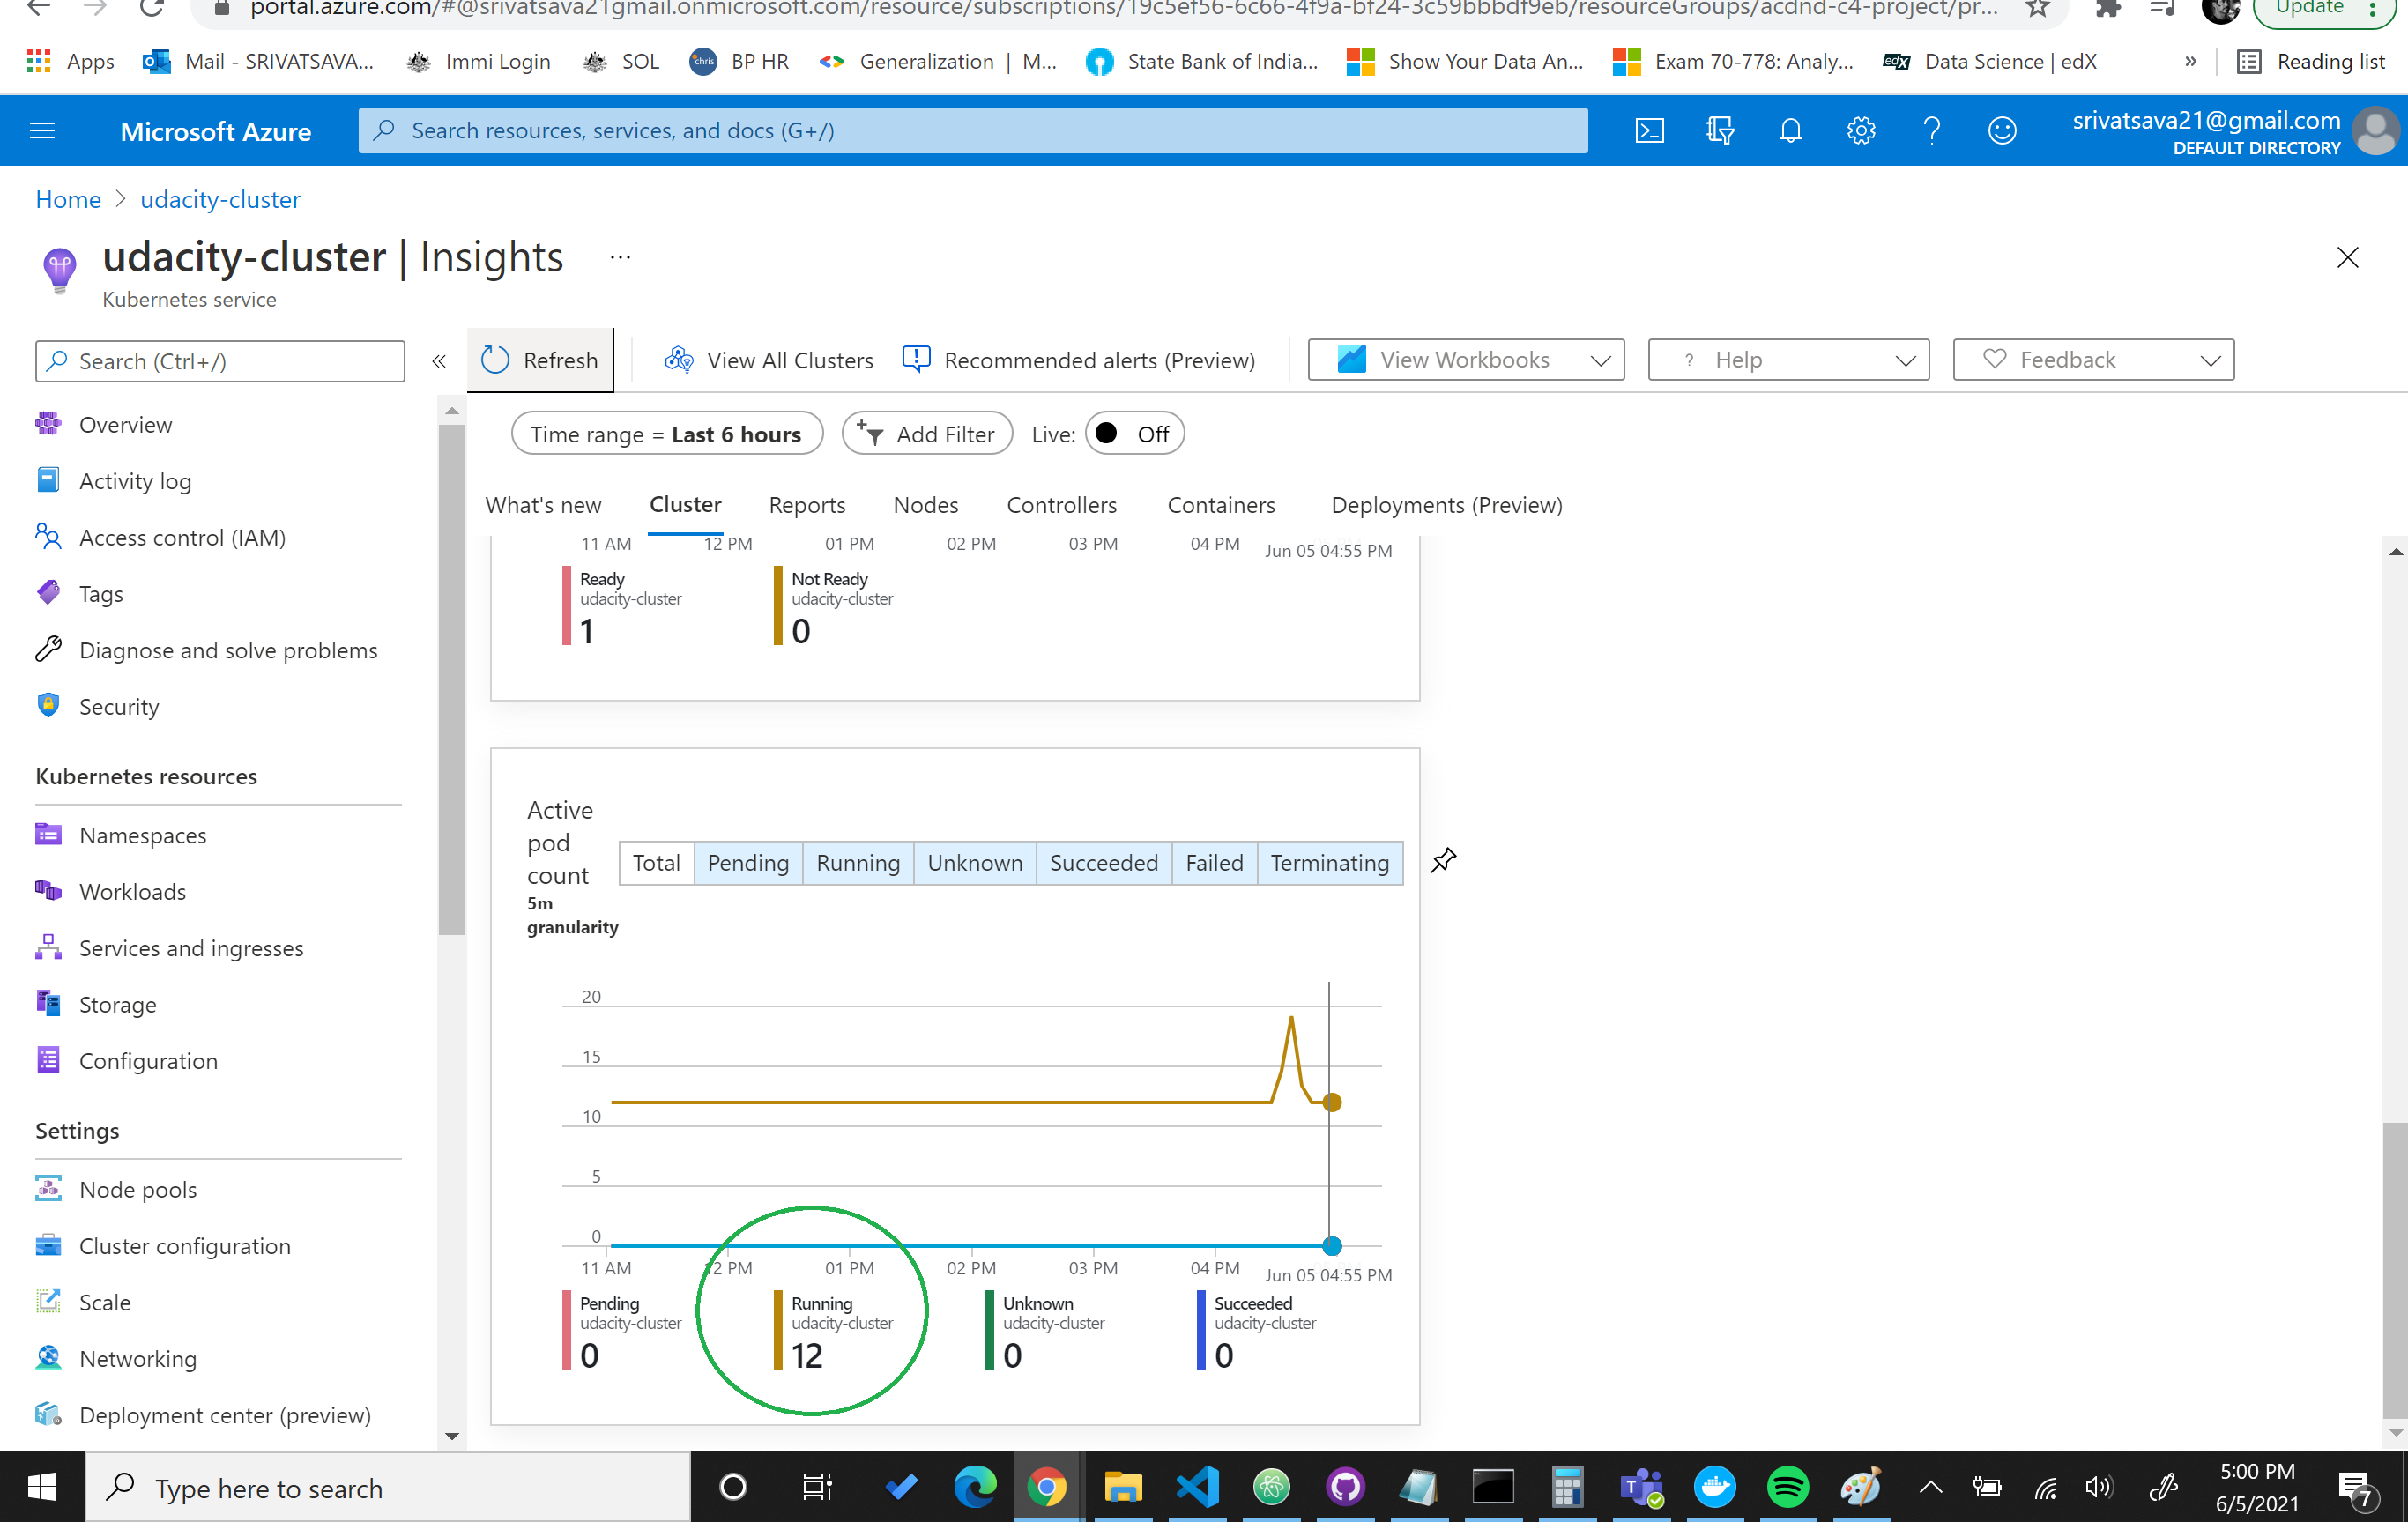 portal.azure.com/#@srivatsava21gmail.onmicrosoft.com/resource/subscriptions/19c5ef56-6c66-4f9a-bf24-3c59bbbdf9eb/resourceGroups/acdnd-c4-project/pr...
Update
Apps
Mail - SRIVATSAVA...
Immi Login
SOL
chris
BP HR
Generalization | M...
State Bank of India...
Show Your Data An...
Exam 70-778: Analy...
edX
Data Science | edX
»
Reading list
Microsoft Azure
Search resources, services, and docs (G+/)
srivatsava21@gmail.com
DEFAULT DIRECTORY
Home > udacity-cluster
udacity-cluster | Insights ...
Kubernetes service
Search (Ctrl+/)
«
Refresh
View All Clusters
Recommended alerts (Preview)
View Workbooks
? Help
Feedback
Time range = Last 6 hours
Add Filter
Live: Off
What's new
Cluster
Reports
Nodes
Controllers
Containers
Deployments (Preview)
Overview
Activity log
Access control (IAM)
Tags
Diagnose and solve problems
Security
Kubernetes resources
Namespaces
Workloads
Services and ingresses
Storage
Configuration
Settings
Node pools
Cluster configuration
Scale
Networking
Deployment center (preview)
11 AM 12 PM 01 PM 02 PM 03 PM 04 PM Jun 05 04:55 PM
Ready
udacity-cluster
1
Not Ready
udacity-cluster
0
Active
pod
count
5m
granularity
Total
Pending
Running
Unknown
Succeeded
Failed
Terminating
20
15
10
5
0
11 AM 12 PM 01 PM 02 PM 03 PM 04 PM Jun 05 04:55 PM
Pending
udacity-cluster
0
Running
udacity-cluster
12
Unknown
udacity-cluster
0
Succeeded
udacity-cluster
0
Type here to search
5:00 PM
6/5/2021
7